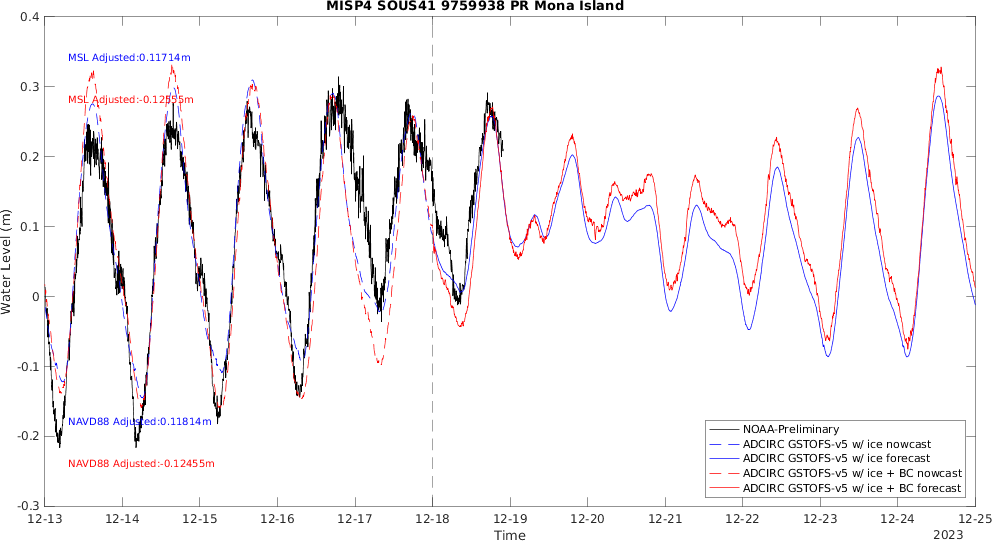 MISP4 SOUS41 9759938 PR Mona Island
0.4
0.3
0.2
0.1
0
-0.1
-0.2
-0.3
Water Level (m)
MSL Adjusted:0.11714m
MSL Adjusted:-0.12555m
NAVD88 Adjusted:0.11814m
NAVD88 Adjusted:-0.12455m
NOAA-Preliminary
ADCIRC GSTOFS-v5 w/ ice nowcast
ADCIRC GSTOFS-v5 w/ ice forecast
ADCIRC GSTOFS-v5 w/ ice + BC nowcast
ADCIRC GSTOFS-v5 w/ ice + BC forecast
12-13 12-14 12-15 12-16 12-17 12-18 12-19 12-20 12-21 12-22 12-23 12-24 12-25
Time
2023